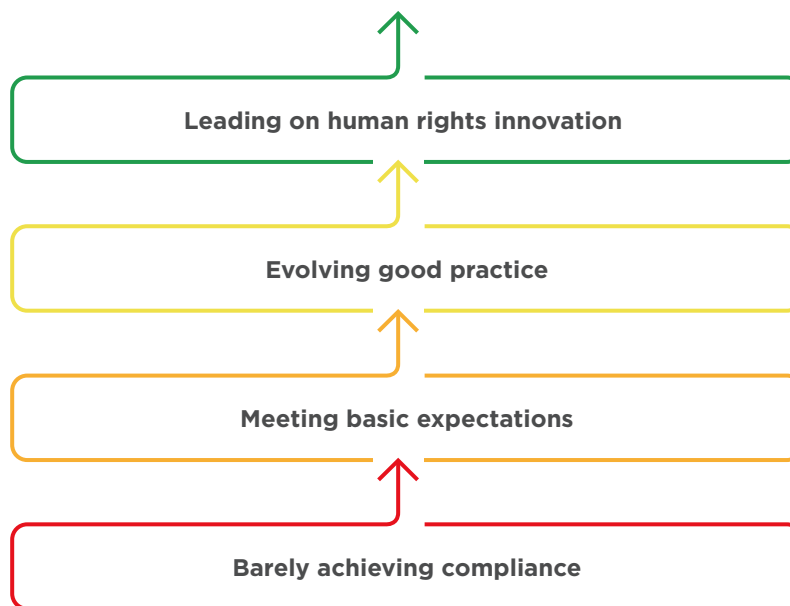 Leading on human rights innovation
Evolving good practice
Meeting basic expectations
Barely achieving compliance